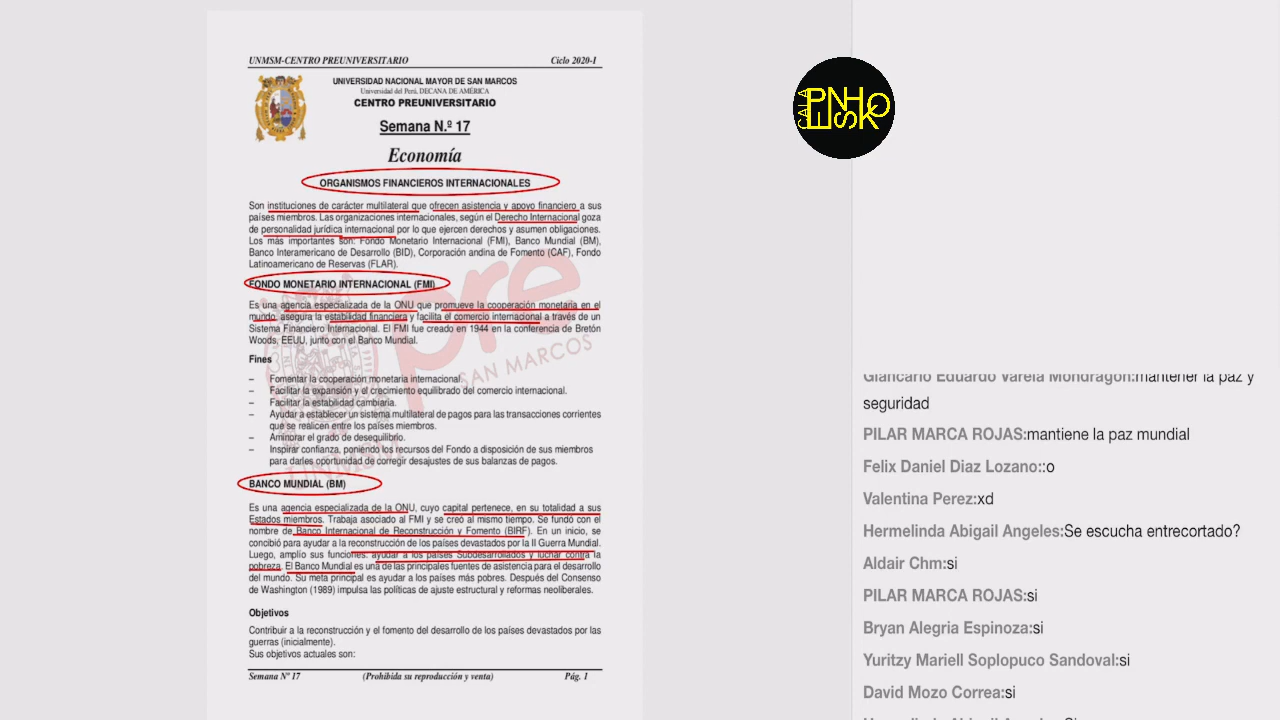 UNMSM-CENTRO PREUNIVERSITARIO Ciclo 2020-I
UNIVERSIDAD NACIONAL MAYOR DE SAN MARCOS
Universidad del Perú, DECANA DE AMÉRICA
CENTRO PREUNIVERSITARIO
Semana N.º 17
Economía
ORGANISMOS FINANCIEROS INTERNACIONALES
Son instituciones de carácter multilateral que ofrecen asistencia y apoyo financiero a sus
países miembros. Las organizaciones internacionales, según el Derecho Internacional goza
de personalidad jurídica internacional por lo que ejercen derechos y asumen obligaciones.
Los más importantes son: Fondo Monetario Internacional (FMI), Banco Mundial (BM),
Banco Interamericano de Desarrollo (BID), Corporación andina de Fomento (CAF), Fondo
Latinoamericano de Reservas (FLAR).
FONDO MONETARIO INTERNACIONAL (FMI)
Es una agencia especializada de la ONU que promueve la cooperación monetaria en el
mundo, asegura la estabilidad financiera y facilita el comercio internacional a través de un
Sistema Financiero Internacional. El FMI fue creado en 1944 en la conferencia de Bretón
Woods, EEUU, junto con el Banco Mundial.
Fines
– Fomentar la cooperación monetaria internacional.
– Facilitar la expansión y el crecimiento equilibrado del comercio internacional.
– Facilitar la estabilidad cambiaria.
– Ayudar a establecer un sistema multilateral de pagos para las transacciones corrientes
que se realicen entre los países miembros.
– Aminorar el grado de desequilibrio.
– Inspirar confianza, poniendo los recursos del Fondo a disposición de sus miembros
para darles oportunidad de corregir desajustes de sus balanzas de pagos.
BANCO MUNDIAL (BM)
Es una agencia especializada de la ONU, cuyo capital pertenece, en su totalidad a sus
Estados miembros. Trabaja asociado al FMI y se creó al mismo tiempo. Se fundó con el
nombre de Banco Internacional de Reconstrucción y Fomento (BIRF). En un inicio, se
concibió para ayudar a la reconstrucción de los países devastados por la II Guerra Mundial.
Luego, amplío sus funciones: ayudar a los países Subdesarrollados y luchar contra la
pobreza. El Banco Mundial es una de las principales fuentes de asistencia para el desarrollo
del mundo. Su meta principal es ayudar a los países más pobres. Después del Consenso
de Washington (1989) impulsa las políticas de ajuste estructural y reformas neoliberales.
Objetivos
Contribuir a la reconstrucción y el fomento del desarrollo de los países devastados por las
guerras (inicialmente).
Sus objetivos actuales son:
Semana Nº 17 (Prohibida su reproducción y venta) Pág. 1
pre
SAN MARCOS
UNMSM
Giancarlo Eduardo Varela Mondragon:mantener la paz y
seguridad
PILAR MARCA ROJAS:mantiene la paz mundial
Felix Daniel Diaz Lozano::o
Valentina Perez:xd
Hermelinda Abigail Angeles:Se escucha entrecortado?
Aldair Chm:si
PILAR MARCA ROJAS:si
Bryan Alegria Espinoza:si
Yuritzy Mariell Soplopuco Sandoval:si
David Mozo Correa:si